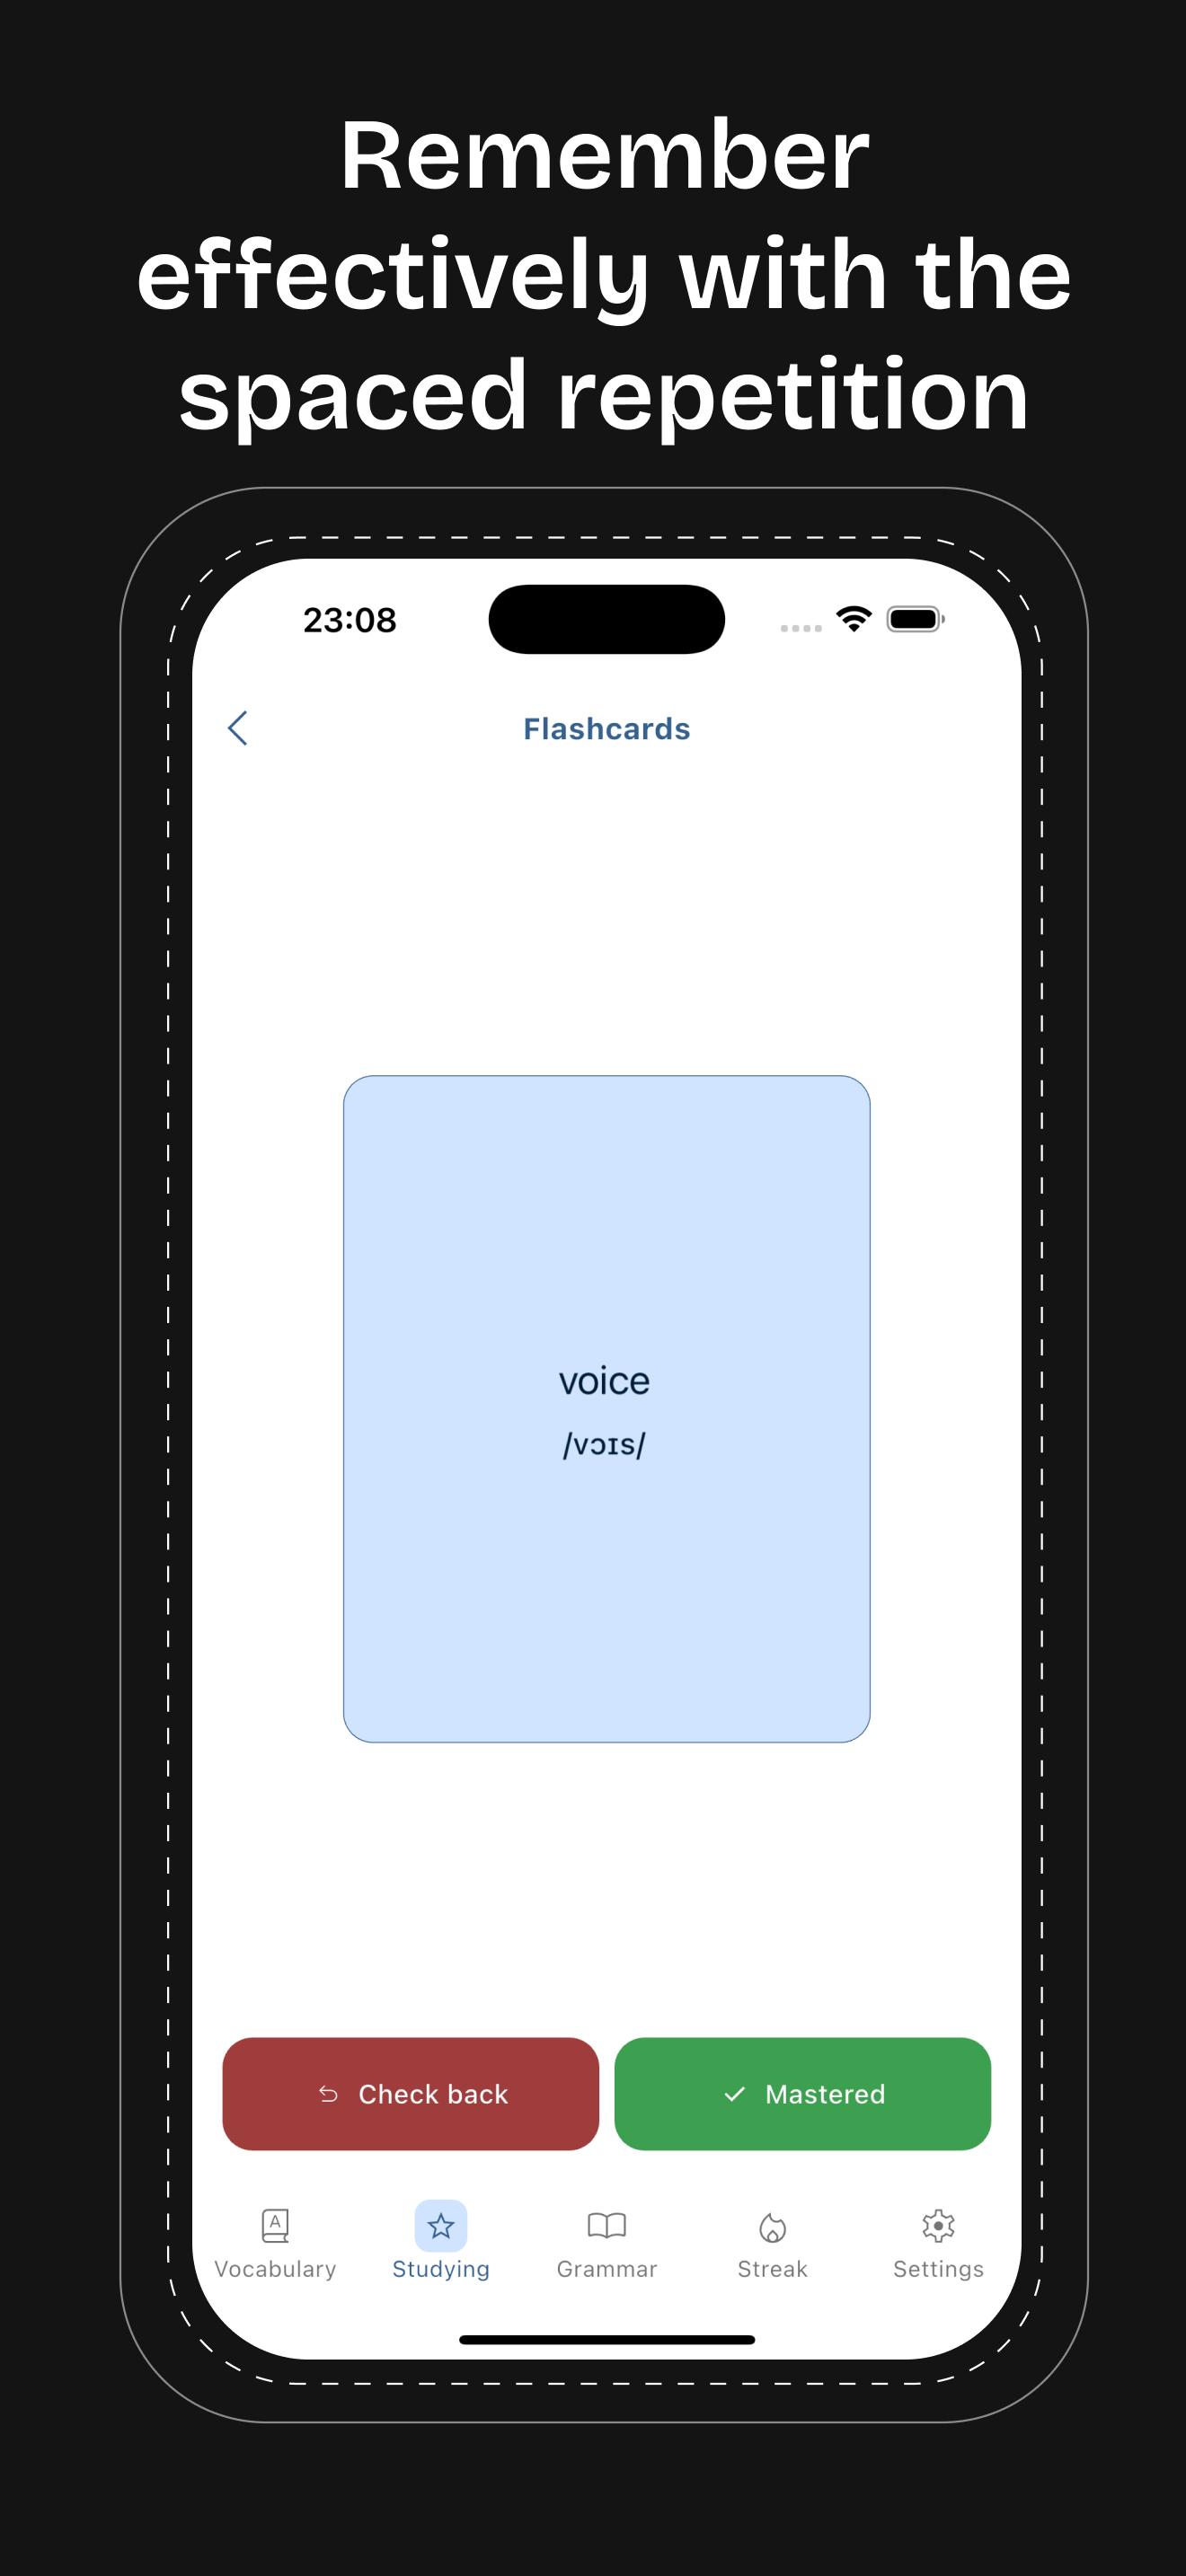 Remember
effectively with the
spaced repetition
23:08
Flashcards
voice
/vɔɪs/
Check back
Mastered
A
Vocabulary
Studying
Grammar
Streak
Settings